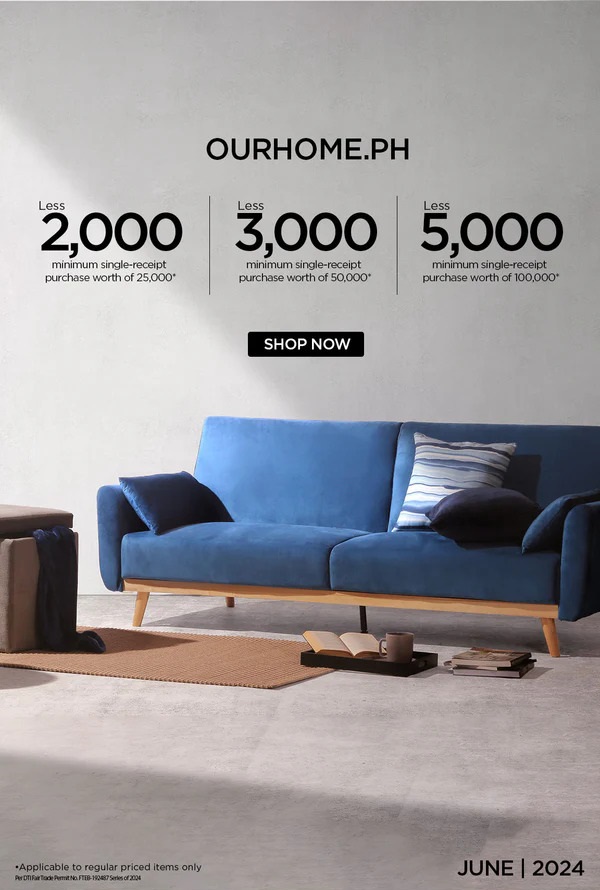 OURHOME.PH
Less
2,000
minimum single-receipt
purchase worth of 25,000*
Less
3,000
minimum single-receipt
purchase worth of 50,000*
Less
5,000
minimum single-receipt
purchase worth of 100,000*
SHOP NOW
•Applicable to regular priced items only
Per DTI Fair Trade Permit No. FTEB-192487 Series of 2024
JUNE | 2024